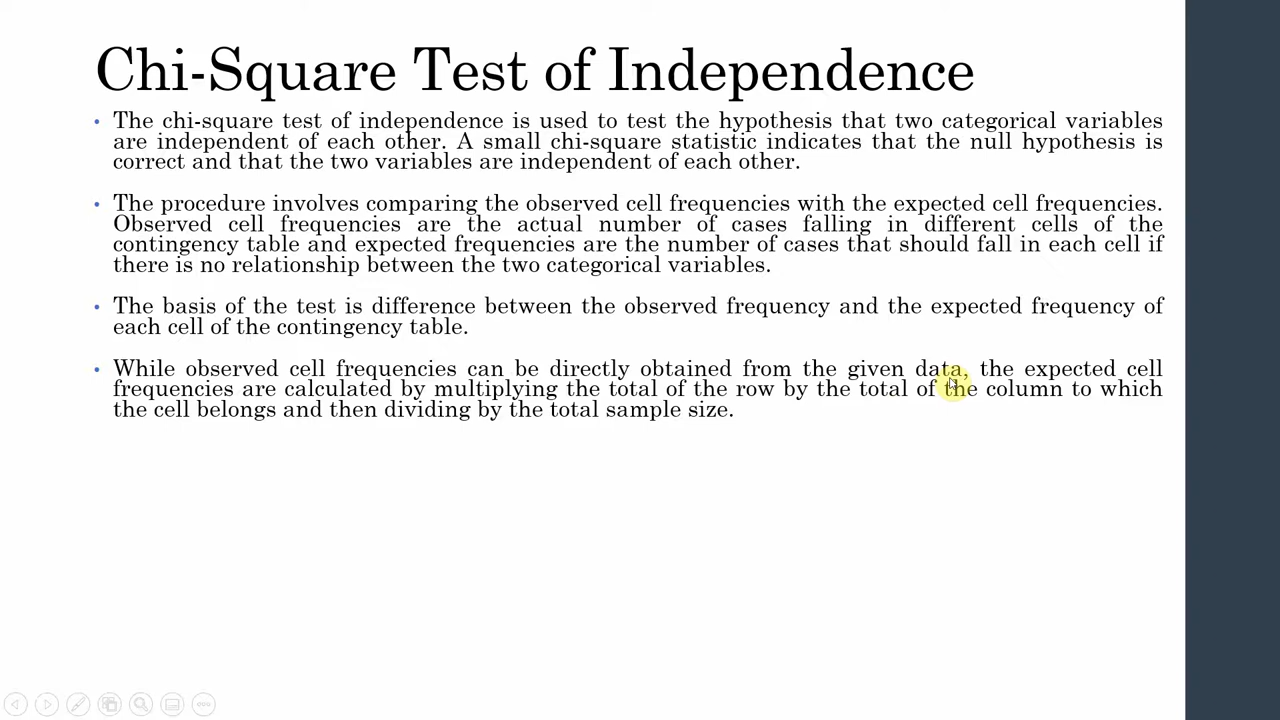 Chi-Square Test of Independence
• The chi-square test of independence is used to test the hypothesis that two categorical variables
are independent of each other. A small chi-square statistic indicates that the null hypothesis is
correct and that the two variables are independent of each other.
• The procedure involves comparing the observed cell frequencies with the expected cell frequencies.
Observed cell frequencies are the actual number of cases falling in different cells of the
contingency table and expected frequencies are the number of cases that should fall in each cell if
there is no relationship between the two categorical variables.
• The basis of the test is difference between the observed frequency and the expected frequency of
each cell of the contingency table.
• While observed cell frequencies can be directly obtained from the given data, the expected cell
frequencies are calculated by multiplying the total of the row by the total of the column to which
the cell belongs and then dividing by the total sample size.